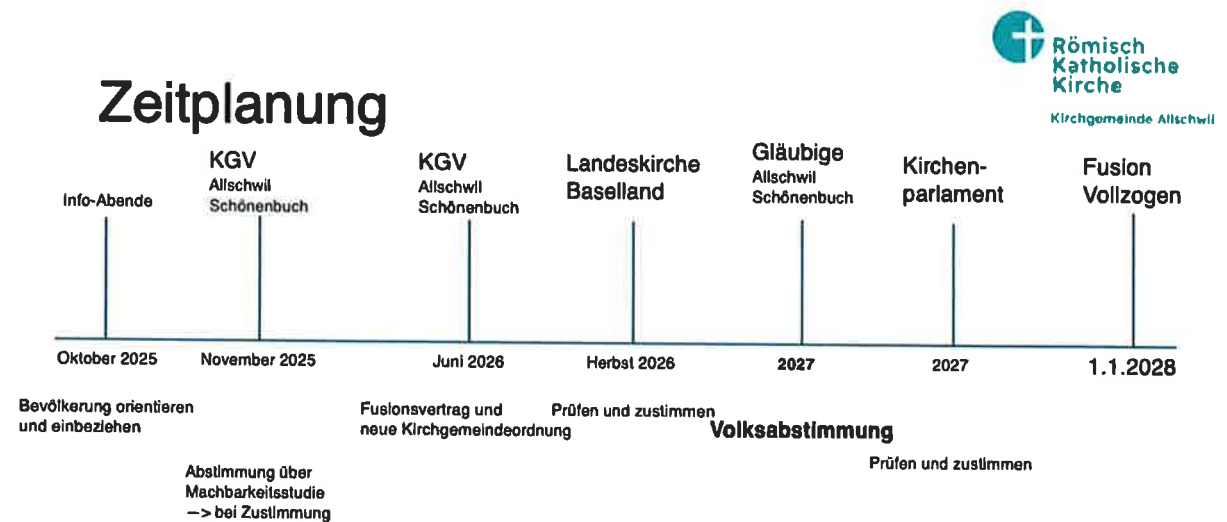 Römisch
Katholische
Kirche
Kirchgemeinde Allschwil
Zeitplanung
Info-Abende
KGV
Allschwil
Schönenbuch
KGV
Allschwil
Schönenbuch
Landeskirche
Baselland
Gläubige
Allschwil
Schönenbuch
Kirchen-
parlament
Fusion
Vollzogen
Oktober 2025
November 2025
Juni 2026
Herbst 2026
2027
2027
1.1.2028
Bevölkerung orientieren
und einbeziehen
Abstimmung über
Machbarkeitsstudie
—> bei Zustimmung
Fusionsvertrag und
neue Kirchgemeindeordnung
Prüfen und zustimmen
Volksabstimmung
Prüfen und zustimmen